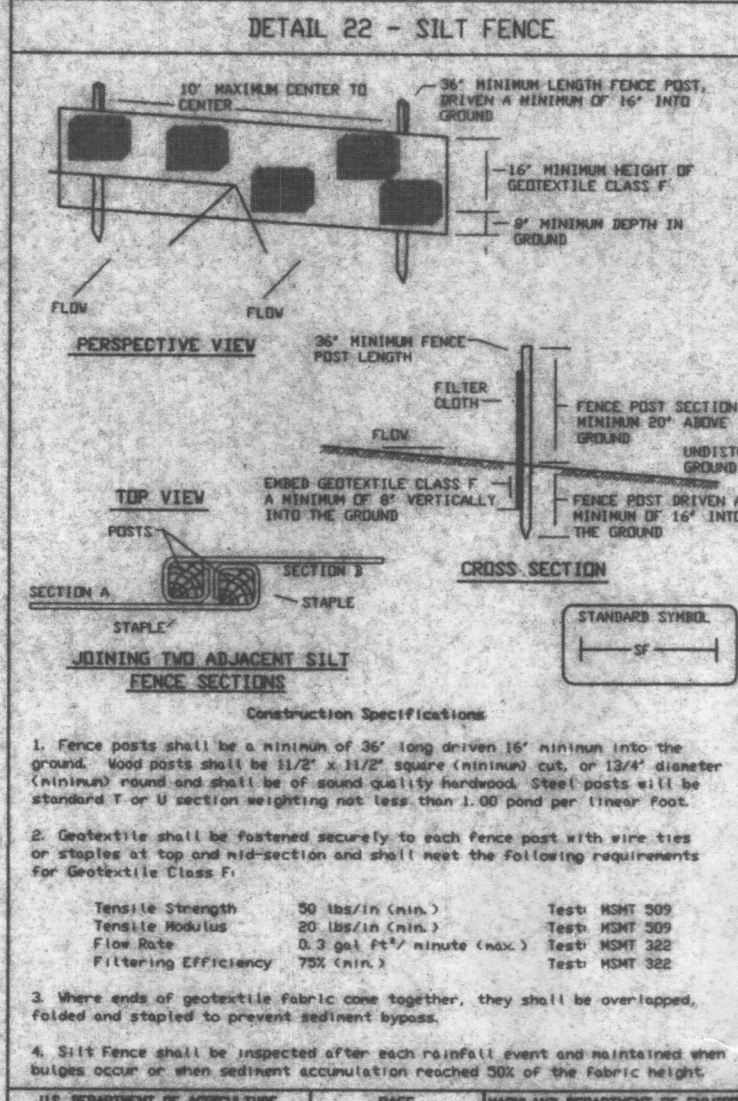 DETAIL 22 - SILT FENCE
10' MAXIMUM CENTER TO
CENTER
36" MINIMUM LENGTH FENCE POST,
DRIVEN A MINIMUM OF 16" INTO
GROUND
16" MINIMUM HEIGHT OF
GEOTEXTILE CLASS F
8" MINIMUM DEPTH IN
GROUND
FLOW
FLOW
PERSPECTIVE VIEW
36" MINIMUM FENCE
POST LENGTH
FILTER
CLOTH
FENCE POST SECTION
MINIMUM 20" ABOVE
GROUND
FLOW
UNDIST
GROUND
EMBED GEOTEXTILE CLASS F
A MINIMUM OF 8" VERTICALLY
INTO THE GROUND
FENCE POST DRIVEN A
MINIMUM OF 16" INTO
THE GROUND
TOP VIEW
POSTS
SECTION B
SECTION A
STAPLE
STAPLE
CROSS SECTION
JOINING TWO ADJACENT SILT
FENCE SECTIONS
STANDARD SYMBOL
SF
Construction Specifications
1. Fence posts shall be a minimum of 36" long driven 16" minimum into the
ground. Wood posts shall be 11/2" x 11/2" square (minimum) cut, or 13/4" diameter
(minimum) round and shall be of sound quality hardwood. Steel posts will be
standard T or U section weighting not less than 1.00 pond per linear foot.
2. Geotextile shall be fastened securely to each fence post with wire ties
or staples at top and mid-section and shall meet the following requirements
for Geotextile Class F:
Tensile Strength 50 lbs/in (min.) Test: MSMT 509
Tensile Modulus 20 lbs/in (min.) Test: MSMT 509
Flow Rate 0.3 gal ft²/ minute (max.) Test: MSMT 322
Filtering Efficiency 75% (min.) Test: MSMT 322
3. Where ends of geotextile fabric come together, they shall be overlapped,
folded and stapled to prevent sediment bypass.
4. Silt Fence shall be inspected after each rainfall event and maintained when
bulges occur or when sediment accumulation reached 50% of the fabric height.
U.S. DEPARTMENT OF AGRICULTURE PAGE MARYLAND DEPARTMENT OF